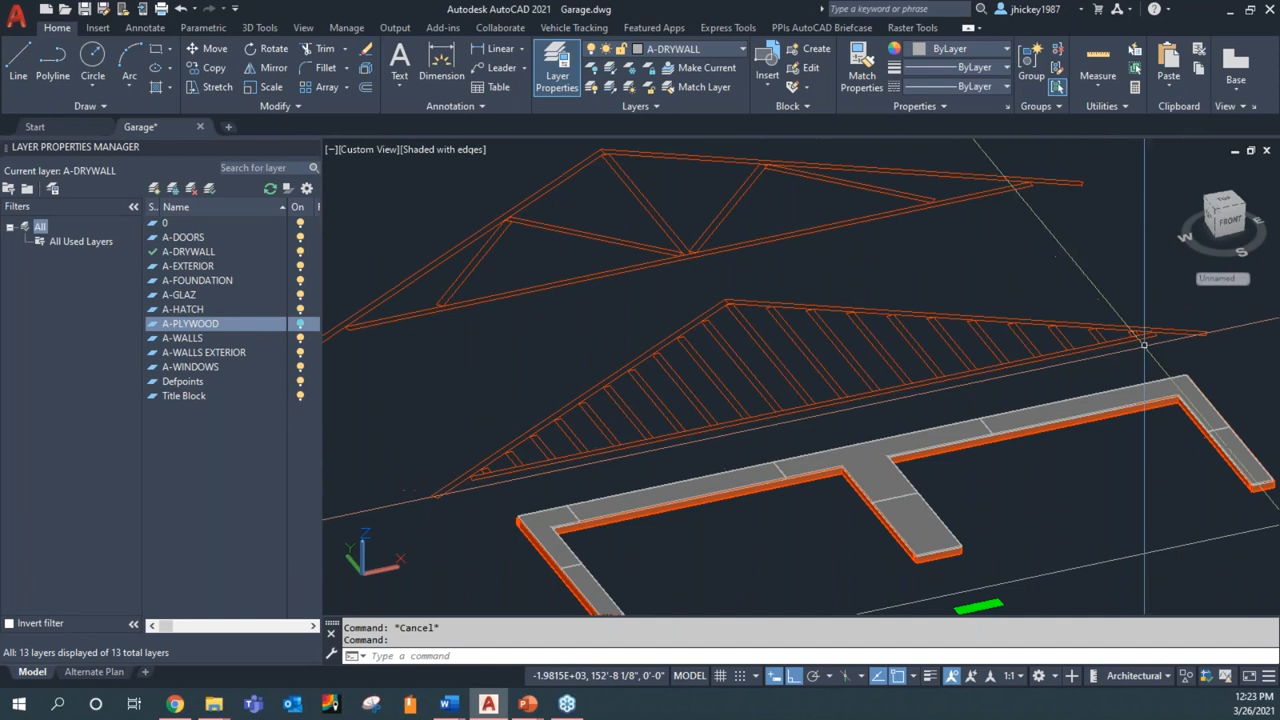 Autodesk AutoCAD 2021 Garage.dwg
Type a keyword or phrase
jhickey1987
Home Insert Annotate Parametric 3D Tools View Manage Output Add-ins Collaborate Vehicle Tracking Featured Apps Express Tools PPIs AutoCAD Briefcase Raster Tools
Line Polyline Circle Arc
Move Rotate Trim
Copy Mirror Fillet
Stretch Scale Array
Text Dimension
Linear
Leader
Table
Layer Properties
A-DRYWALL
Make Current
Match Layer
Insert
Create
Edit
Match Properties
ByLayer
ByLayer
ByLayer
Group
Measure
Paste
Base
Draw Modify Annotation Layers Block Properties Groups Utilities Clipboard View
Start Garage*
LAYER PROPERTIES MANAGER
Current layer: A-DRYWALL
Search for layer
Filters
All
All Used Layers
S.. Name On F
0
A-DOORS
A-DRYWALL
A-EXTERIOR
A-FOUNDATION
A-GLAZ
A-HATCH
A-PLYWOOD
A-WALLS
A-WALLS EXTERIOR
A-WINDOWS
Defpoints
Title Block
Invert filter
All: 13 layers displayed of 13 total layers
[−][Custom View][Shaded with edges]
TOP
FRONT
W
S
Unnamed
Z
Y
X
Command: *Cancel*
Command:
Type a command
Model Alternate Plan
-1.9815E+03, 152'-8 1/8", 0'-0" MODEL
1:1
Architectural
12:23 PM
3/26/2021